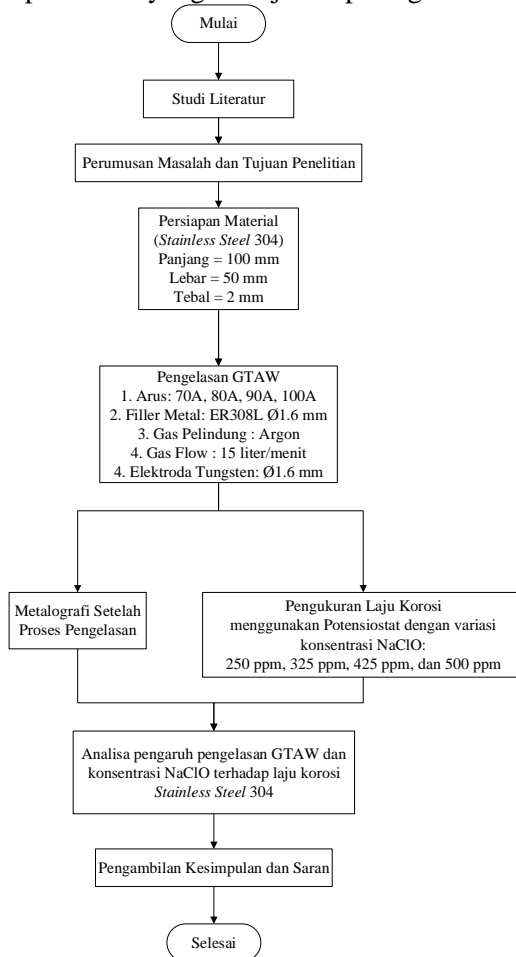 Mulai
Studi Literatur
Perumusan Masalah dan Tujuan Penelitian
Persiapan Material
(Stainless Steel 304)
Panjang = 100 mm
Lebar = 50 mm
Tebal = 2 mm
Pengelasan GTAW
1. Arus: 70A, 80A, 90A, 100A
2. Filler Metal: ER308L Ø1.6 mm
3. Gas Pelindung : Argon
4. Gas Flow : 15 liter/menit
4. Elektroda Tungsten: Ø1.6 mm
Metalografi Setelah
Proses Pengelasan
Pengukuran Laju Korosi
menggunakan Potensiostat dengan variasi
konsentrasi NaClO:
250 ppm, 325 ppm, 425 ppm, dan 500 ppm
Analisa pengaruh pengelasan GTAW dan
konsentrasi NaClO terhadap laju korosi
Stainless Steel 304
Pengambilan Kesimpulan dan Saran
Selesai